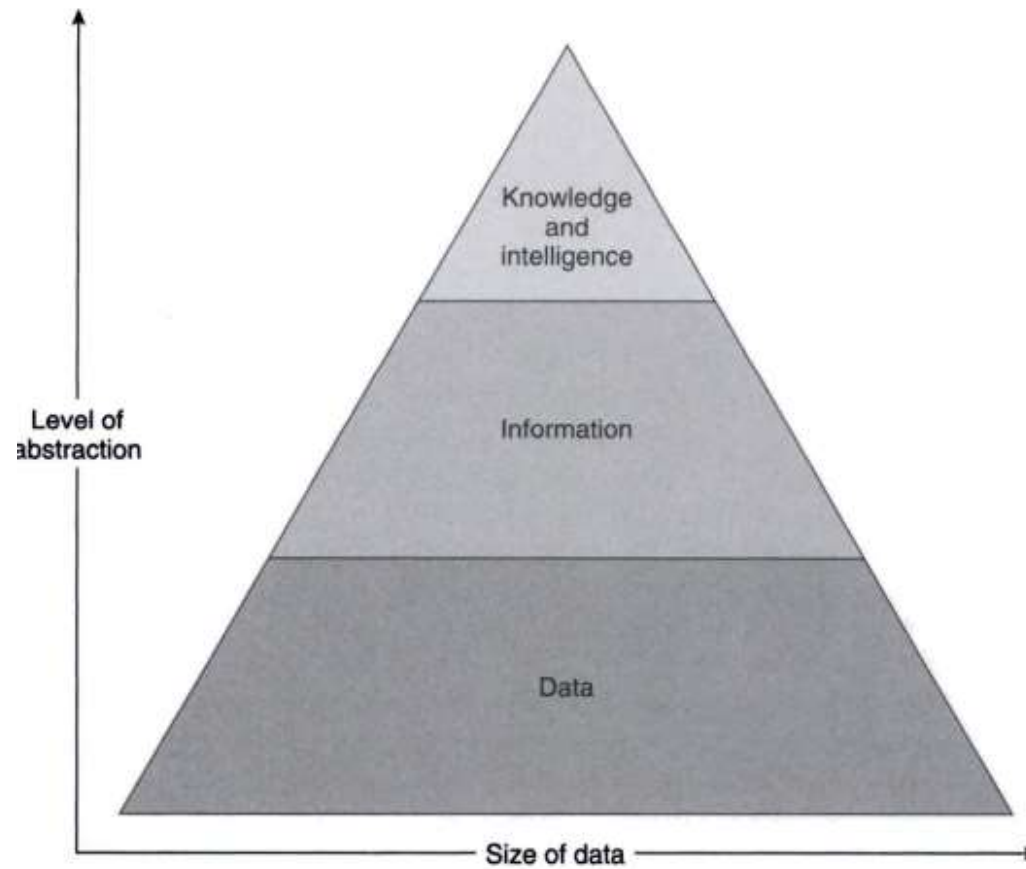 Knowledge
and
intelligence
Level of
abstraction
Information
Data
Size of data